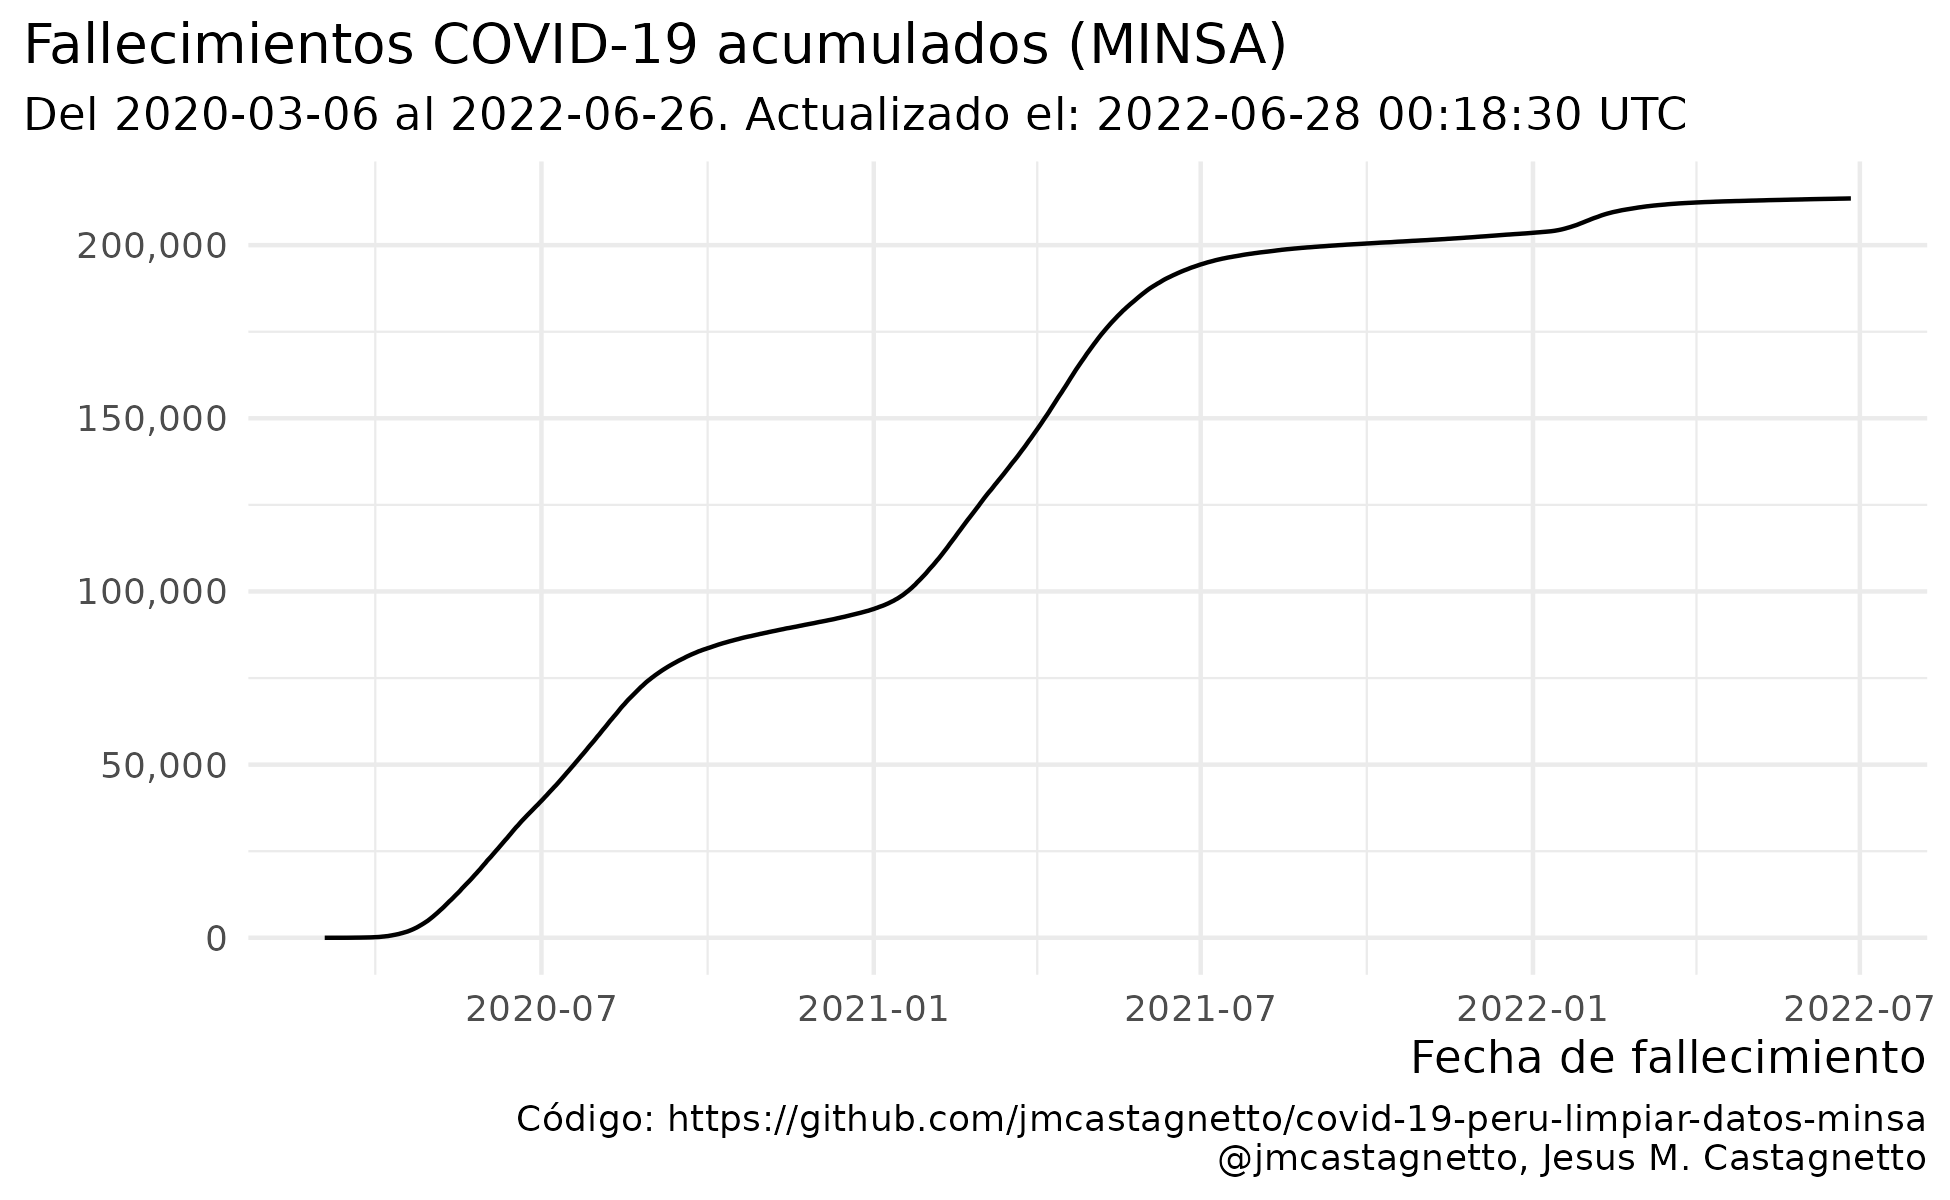 Fallecimientos COVID-19 acumulados (MINSA)
Del 2020-03-06 al 2022-06-26. Actualizado el: 2022-06-28 00:18:30 UTC
200,000
150,000
100,000
50,000
0
2020-07 2021-01 2021-07 2022-01 2022-07
Fecha de fallecimiento
Código: https://github.com/jmcastagnetto/covid-19-peru-limpiar-datos-minsa
@jmcastagnetto, Jesus M. Castagnetto